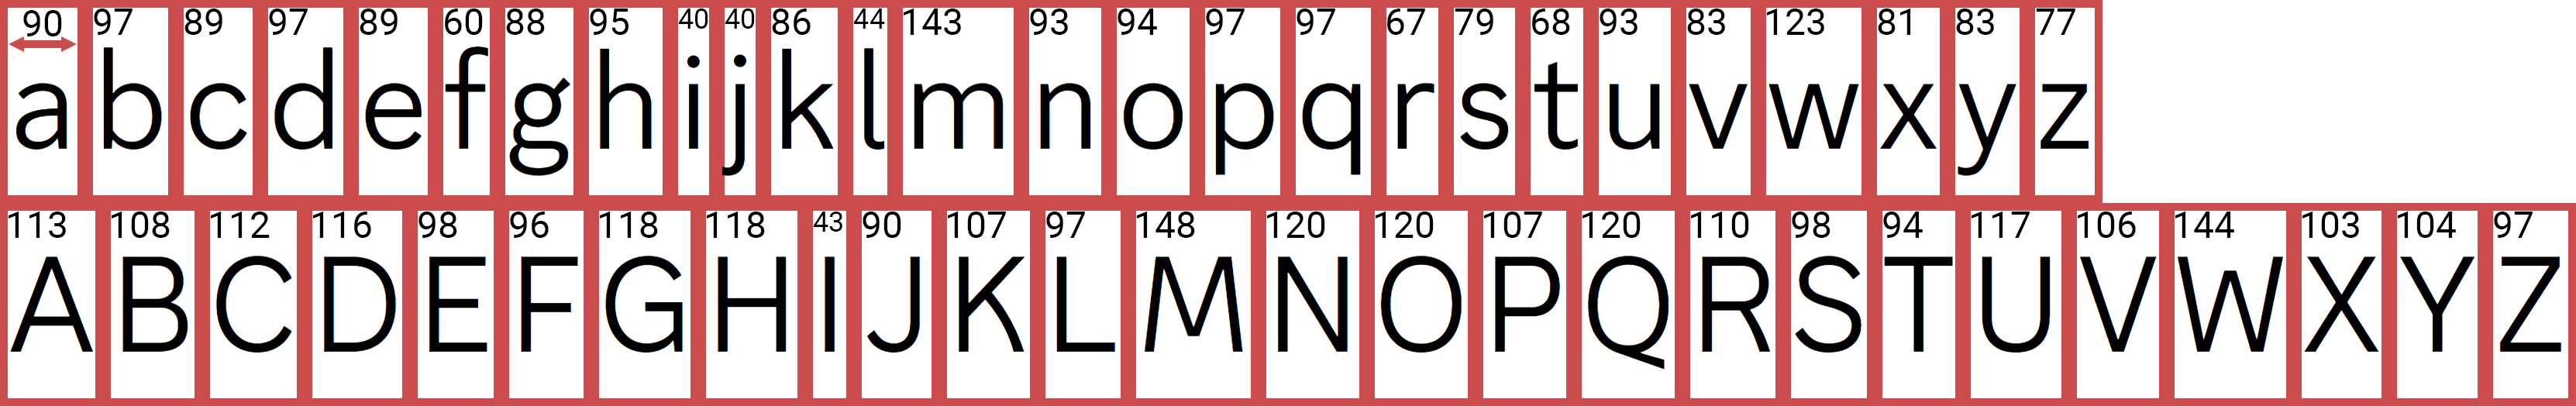 90 97 89 97 89 60 88 95 40 40 86 44 143 93 94 97 97 67 79 68 93 83 123 81 83 77
a b c d e f g h i j k l m n o p q r s t u v w x y z
113 108 112 116 98 96 118 118 43 90 107 97 148 120 120 107 120 110 98 94 117 106 144 103 104 97
A B C D E F G H I J K L M N O P Q R S T U V W X Y Z